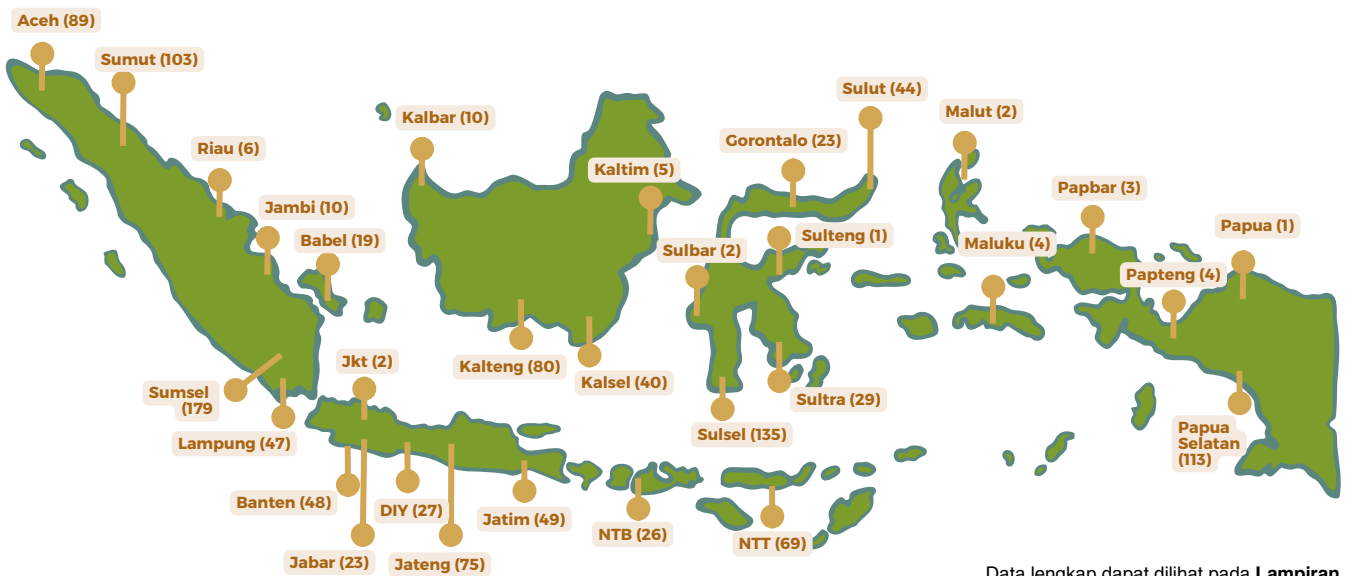 Aceh (89)
Sumut (103)
Sulut (44)
Malut (2)
Kalbar (10)
Gorontalo (23)
Riau (6)
Kaltim (5)
Papbar (3)
Jambi (10)
Papua (1)
Babel (19)
Sulbar (2)
Sulteng (1)
Maluku (4)
Papteng (4)
Jkt (2)
Kalteng (80)
Kalsel (40)
Sumsel
(179
Sultra (29)
Lampung (47)
Sulsel (135)
Papua
Selatan
(113)
Banten (48)
DIY (27)
Jatim (49)
NTB (26)
NTT (69)
Jabar (23)
Jateng (75)
Data lengkap dapat dilihat pada Lampiran